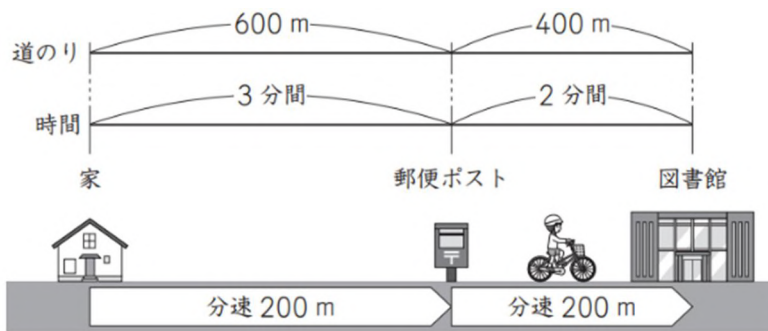 600 m 400 m
道のり
3 分間 2 分間
時間
家 郵便ポスト 図書館
〒
分速 200 m 分速 200 m